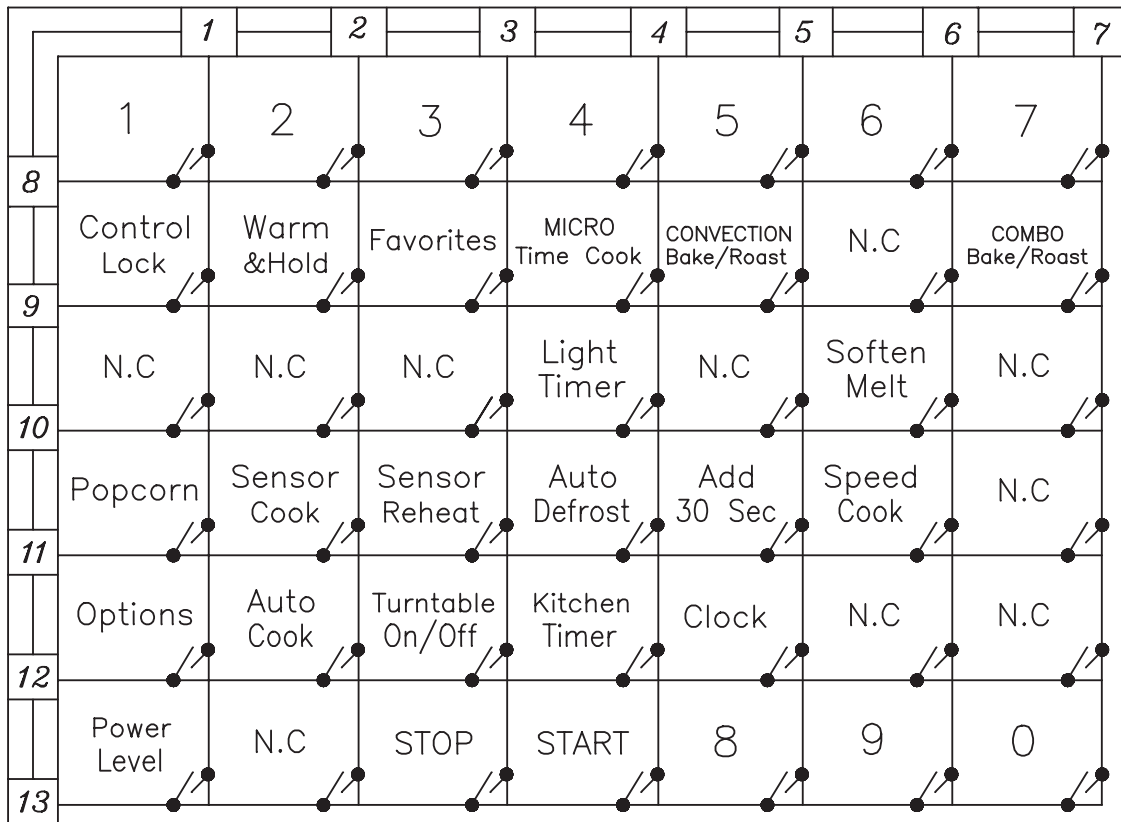 1 2 3 4 5 6 7
1 2 3 4 5 6 7
8
Control Lock
Warm &Hold
Favorites
MICRO Time Cook
CONVECTION Bake/Roast
N.C
COMBO Bake/Roast
9
N.C
N.C
N.C
Light Timer
N.C
Soften Melt
N.C
10
Popcorn
Sensor Cook
Sensor Reheat
Auto Defrost
Add 30 Sec
Speed Cook
N.C
11
Options
Auto Cook
Turntable On/Off
Kitchen Timer
Clock
N.C
N.C
12
Power Level
N.C
STOP
START
8
9
0
13